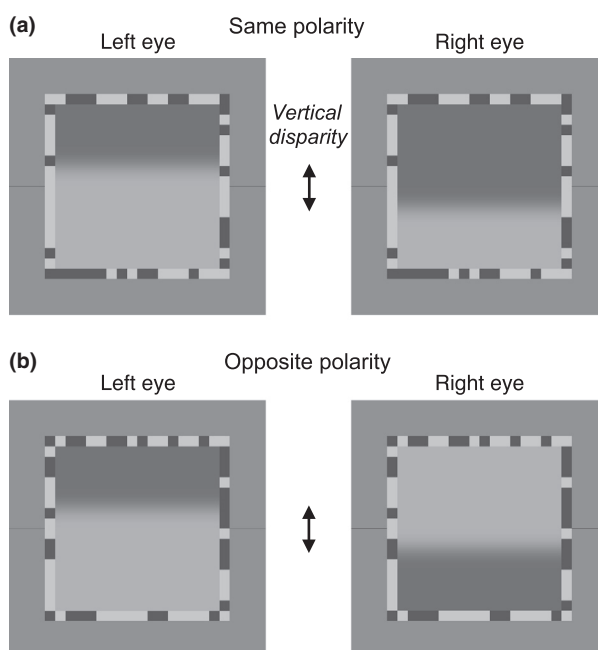 (a)
Same polarity
Left eye
Right eye
Vertical
disparity
(b)
Opposite polarity
Left eye
Right eye